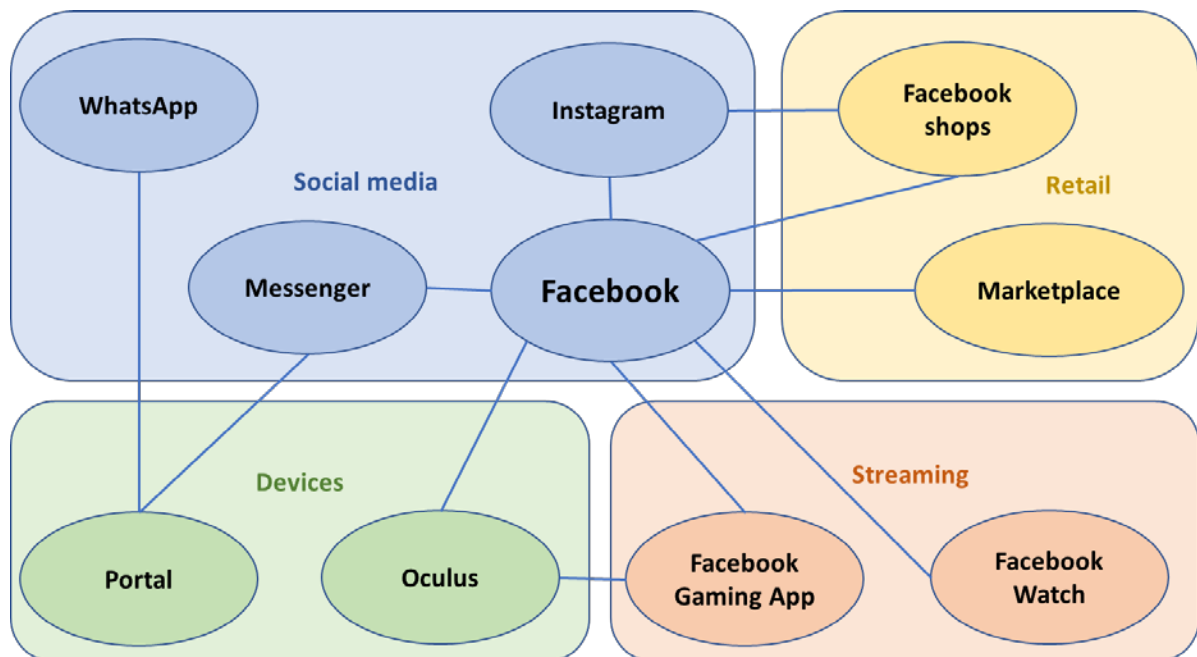 WhatsApp
Instagram
Facebook
shops
Social media
Retail
Messenger
Facebook
Marketplace
Devices
Streaming
Portal
Oculus
Facebook
Gaming App
Facebook
Watch